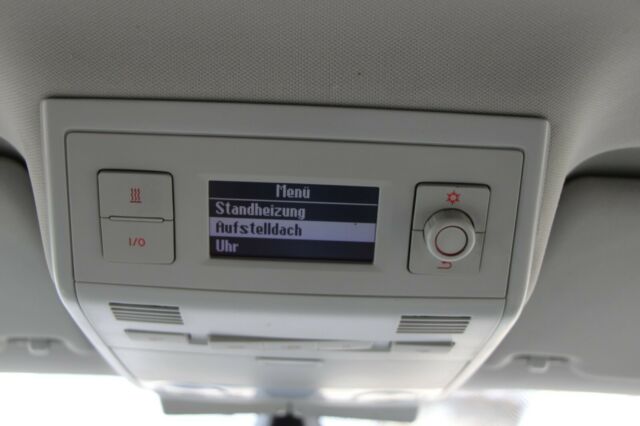 Menü
Standheizung
Aufstelldach
Uhr
I/O